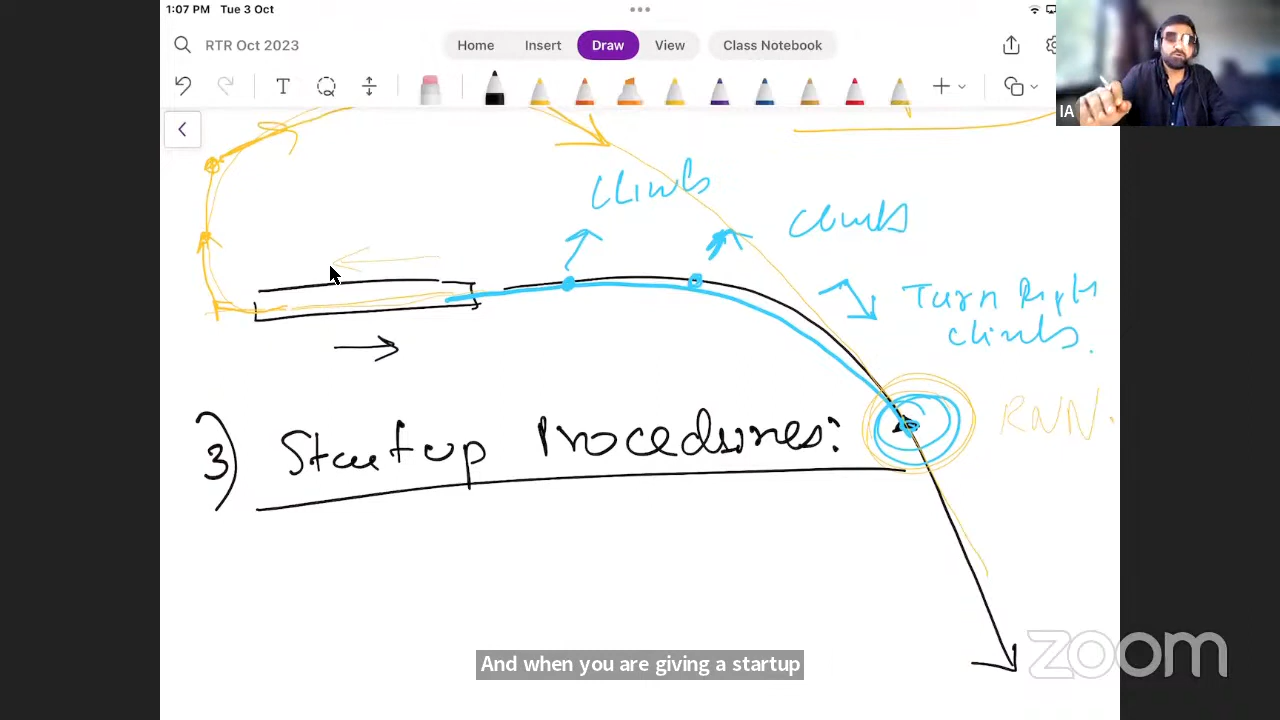 1:07 PM Tue 3 Oct
RTR Oct 2023
Home Insert Draw View Class Notebook
T
IA
Climb
Climb
Turn Right
climb.
RNN.
3) Startup Procedures:
And when you are giving a startup
zoom